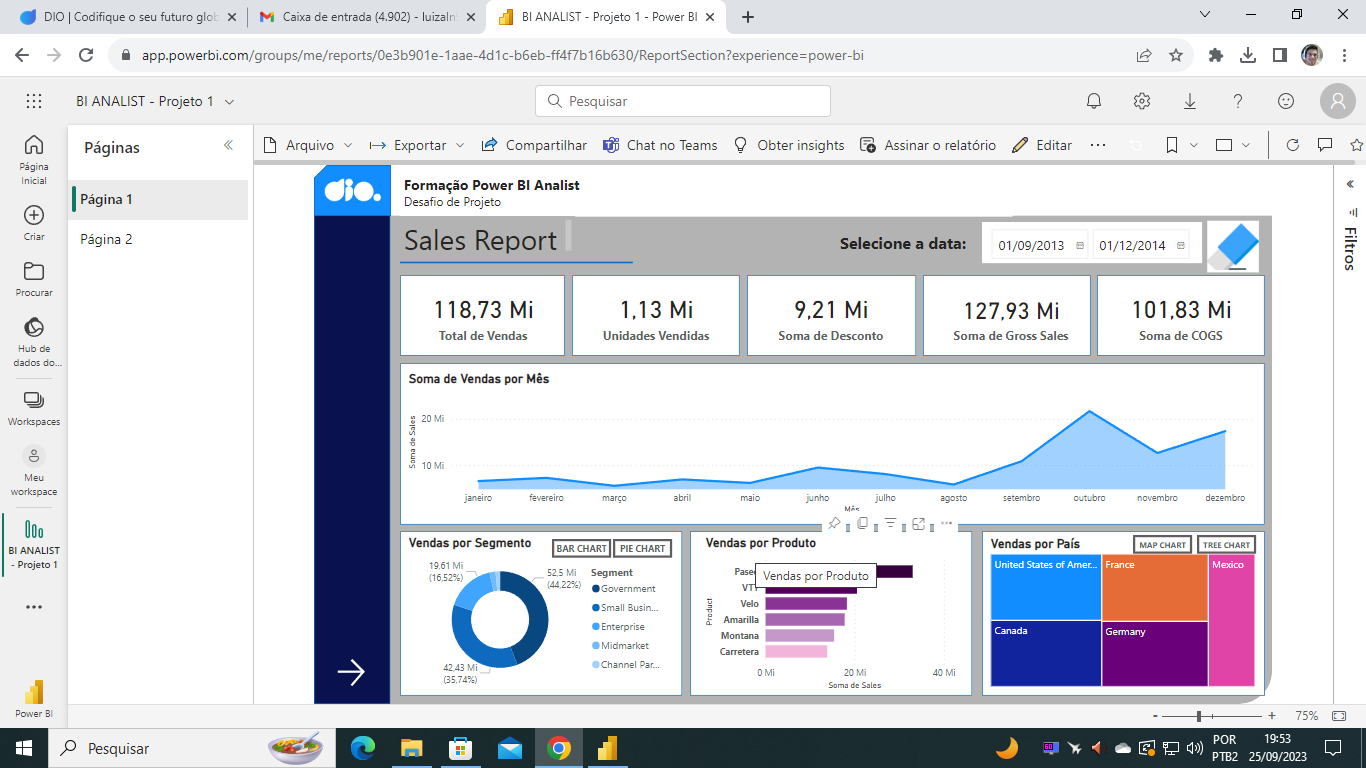 DIO | Codifique o seu futuro glob
Caixa de entrada (4.902) - luizaln
BI ANALIST - Projeto 1 - Power BI
app.powerbi.com/groups/me/reports/0e3b901e-1aae-4d1c-b6eb-ff4f7b16b630/ReportSection?experience=power-bi
BI ANALIST - Projeto 1
Pesquisar
Página
Inicial
Criar
Procurar
Hub de
dados do...
Workspaces
Meu
workspace
BI ANALIST
- Projeto 1
Power BI
Páginas
Página 1
Página 2
Arquivo
Exportar
Compartilhar
Chat no Teams
Obter insights
Assinar o relatório
Editar
Filtros
DIO.
Formação Power BI Analist
Desafio de Projeto
Sales Report
Selecione a data:
01/09/2013
01/12/2014
118,73 Mi
Total de Vendas
1,13 Mi
Unidades Vendidas
9,21 Mi
Soma de Desconto
127,93 Mi
Soma de Gross Sales
101,83 Mi
Soma de COGS
Soma de Vendas por Mês
Soma de Sales
20 Mi
10 Mi
janeiro fevereiro março abril maio junho julho agosto setembro outubro novembro dezembro
Mês
Vendas por Segmento
BAR CHART
PIE CHART
19,61 Mi
(16,52%)
52,5 Mi
(44,22%)
42,43 Mi
(35,74%)
Segment
Government
Small Busin...
Enterprise
Midmarket
Channel Par...
Vendas por Produto
Vendas por Produto
Product
Paseo
VTT
Velo
Amarilla
Montana
Carretera
0 Mi 20 Mi 40 Mi
Soma de Sales
Vendas por País
MAP CHART
TREE CHART
United States of Amer...
France
Mexico
Canada
Germany
75%
Pesquisar
POR
PTB2
19:53
25/09/2023